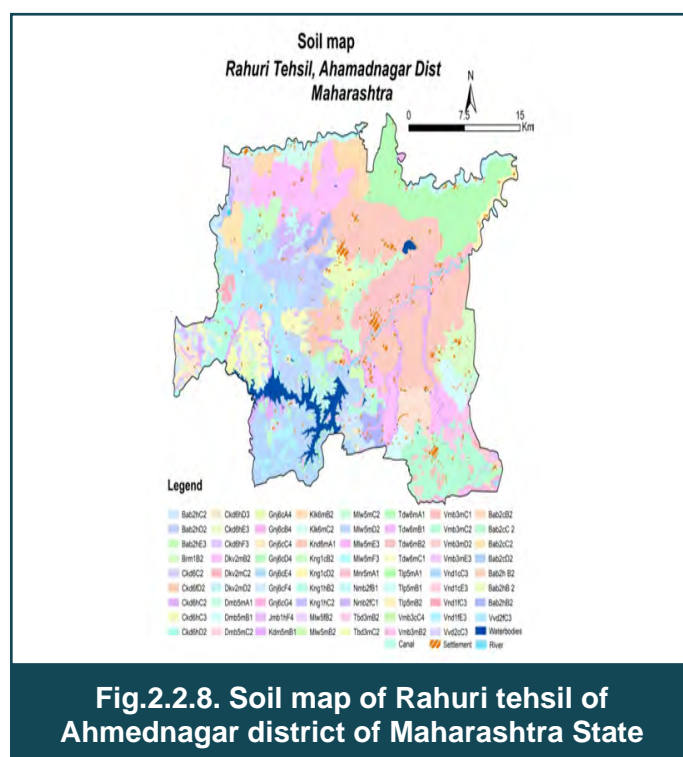 Soil map
Rahuri Tehsil, Ahamadnagar Dist
Maharashtra
N
0 7.5 15
Km
Legend
Bab2hC2 Ckd6hD3 Gnj6cA4 Klk6mB2 Mlw5mC2 Tdw6mA1 Vmb3mC1 Bab2cB2
Bab2hD2 Ckd6hE3 Gnj6cB4 Klk6mC2 Mlw5mD2 Tdw6mB1 Vmb3mC2 Bab2cC 2
Bab2hE3 Ckd6hF3 Gnj6cC4 Knd6mA1 Mlw5mE3 Tdw6mB2 Vmb3mD2 Bab2cC2
Brm1B2 Dkv2mB2 Gnj6cD4 Kng1cB2 Mlw5mF3 Tdw6mC1 Vmb3mE3 Bab2cD2
Ckd6C2 Dkv2mC2 Gnj6cE4 Kng1cD2 Mnr5mA1 Tlp5mA1 Vnd1cC3 Bab2h B2
Ckd6fD2 Dkv2mD2 Gnj6cF4 Kng1hB2 Nmb2fB1 Tlp5mB1 Vnd1cE3 Bab2hB 2
Ckd6hC2 Dmb5mA1 Gnj6cG4 Kng1hC2 Nmb2fC1 Tlp5mB2 Vnd1fC3 Bab2hB2
Ckd6hC3 Dmb5mB1 Jmb1hF4 Mlw5fB2 Tbd3mB2 Vmb3cC4 Vnd1fE3 Vvd2fC3
Ckd6hD2 Dmb5mC2 Kdm5mB1 Mlw5mB2 Tbd3mC2 Vmb3mB2 Vvd2cC3 Waterbodies
Canal Settlement River
Fig.2.2.8. Soil map of Rahuri tehsil of
Ahmednagar district of Maharashtra State